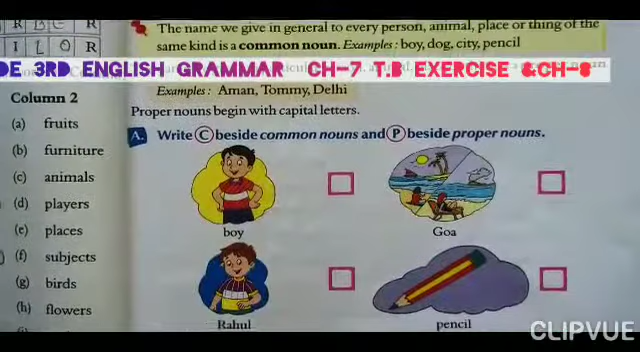 R B E R
I L O R
The name we give in general to every person, animal, place or thing of the
same kind is a common noun. Examples: boy, dog, city, pencil
DE 3RD ENGLISH GRAMMAR CH-7 T.B EXERCISE &CH-8
Examples: Aman, Tommy, Delhi
Proper nouns begin with capital letters.
Column 2
(a) fruits
(b) furniture
(c) animals
(d) players
(e) places
(f) subjects
(g) birds
(h) flowers
A. Write C beside common nouns and P beside proper nouns.
boy
Goa
Rahul
pencil
CLIPVUE